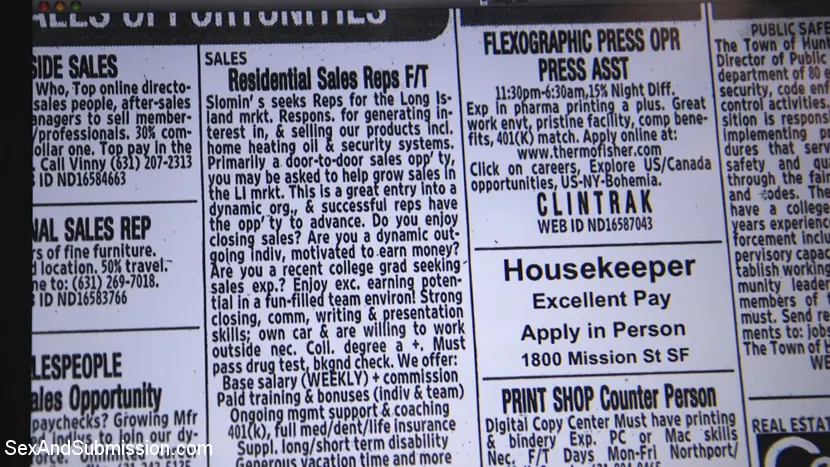 ALES OPPORTUNITIES
SIDE SALES
Who, Top online directo-
sales people, after-sales
anagers to sell member-
/professionals. 30% com-
ollar one. Top pay in the
Call Vinny (631) 207-2313
ID ND16584663
NAL SALES REP
rs of fine furniture.
location. 50% travel.
me to: (631) 269-7018.
ID ND16583766
LESPEOPLE
ales Opportunity
paychecks? Growing Mfr
SALES
Residential Sales Reps F/T
Slomin's seeks Reps for the Long Is-
land mrkt. Respons. for generating in-
terest in, & selling our products incl.
home heating oil & security systems.
Primarily a door-to-door sales opp'ty,
you may be asked to help grow sales in
the LI mrkt. This is a great entry into a
dynamic org., & successful reps have
the opp'ty to advance. Do you enjoy
closing sales? Are you a dynamic out-
going indiv, motivated to earn money?
Are you a recent college grad seeking
sales exp.? Enjoy exc. earning poten-
tial in a fun-filled team environ! Strong
closing, comm, writing & presentation
skills; own car & are willing to work
outside nec. Coll. degree a +. Must
pass drug test, bkgnd check. We offer:
Base salary (WEEKLY) + commission
Paid training & bonuses (indiv & team)
Ongoing mgmt support & coaching
401(k), full med/dent/life insurance
Suppl. long/short term disability
Generous vacation time and more
FLEXOGRAPHIC PRESS OPR
PRESS ASST
11:30pm-6:30am,15% Night Diff.
Exp in pharma printing a plus. Great
work envt, pristine facility, comp bene-
fits, 401(K) match. Apply online at:
www.thermofisher.com
Click on careers, Explore US/Canada
opportunities, US-NY-Bohemia.
CLINTRAK
WEB ID ND16587043
Housekeeper
Excellent Pay
Apply in Person
1800 Mission St SF
PRINT SHOP Counter Person
Digital Copy Center Must have printing
& bindery Exp. PC or Mac skills
Nec. F/T Days Mon-Fri Northport/
PUBLIC SAFE
The Town of Hunt
Director of Public
department of 80 e
security, code enf
control activities.
sition is respons
implementing p
dures that serv
safety and qu
through the fair
and codes. The
have a college
years experienc
forcement inclu
pervisory capac
tablish working
munity leader
members of
must. Send re
ments to: jobs
The Town of H
WE
REAL ESTAT
SexAndSubmission.com